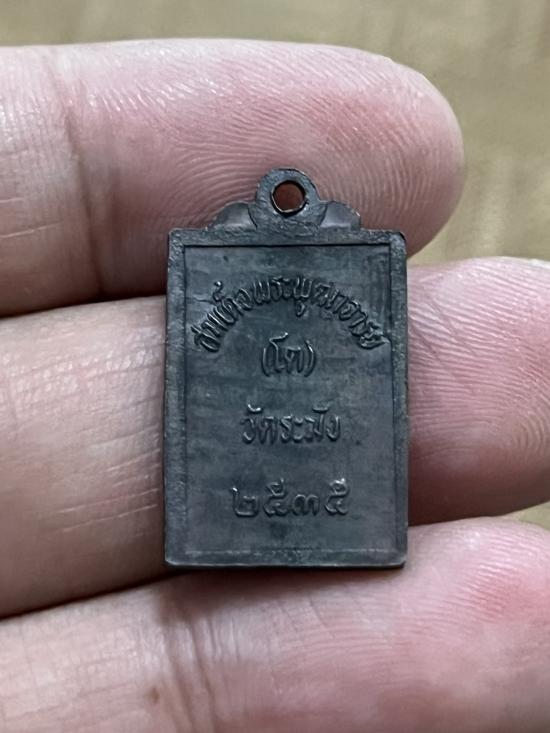 สมเด็จพระพุฒาจารย์
(โต)
วัดระฆัง
๒๕๓๕